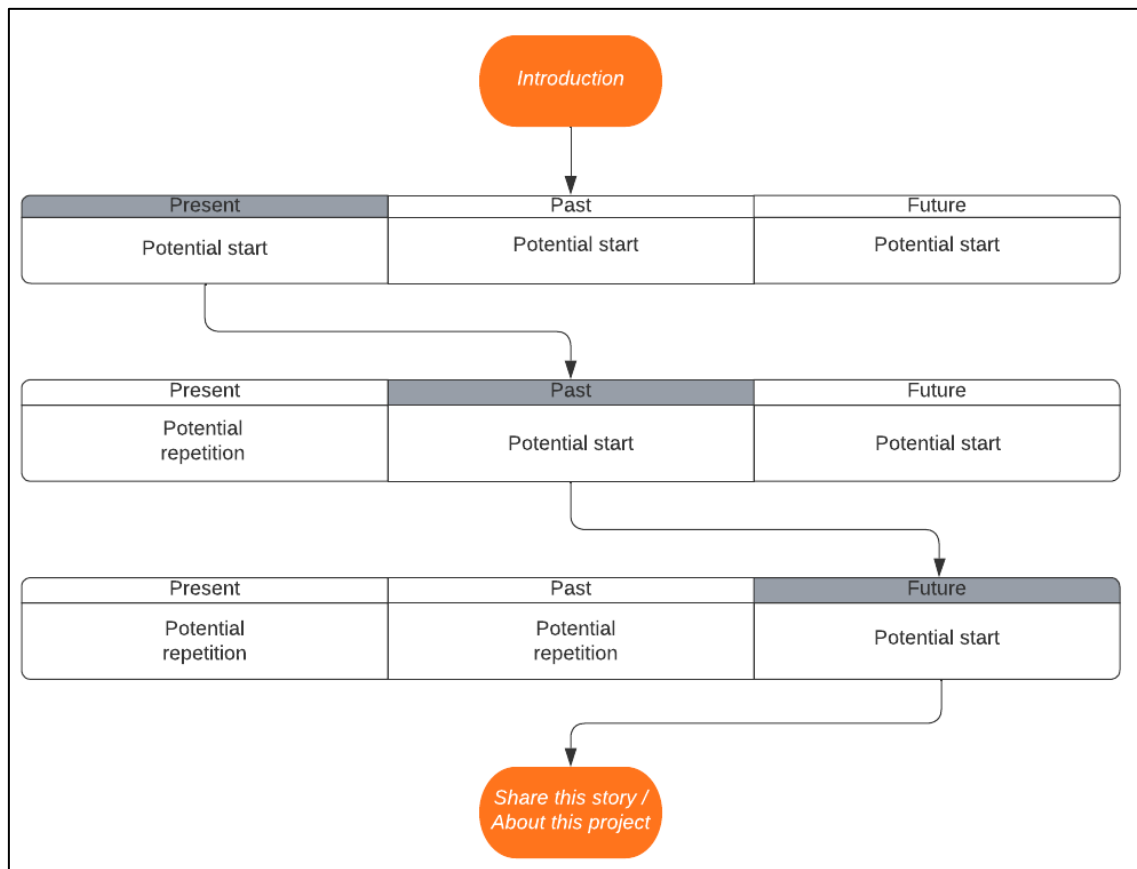 Introduction
Present Past Future
Potential start Potential start Potential start
Present Past Future
Potential
repetition
Potential start Potential start
Present Past Future
Potential
repetition
Potential
repetition
Potential start
Share this story /
About this project